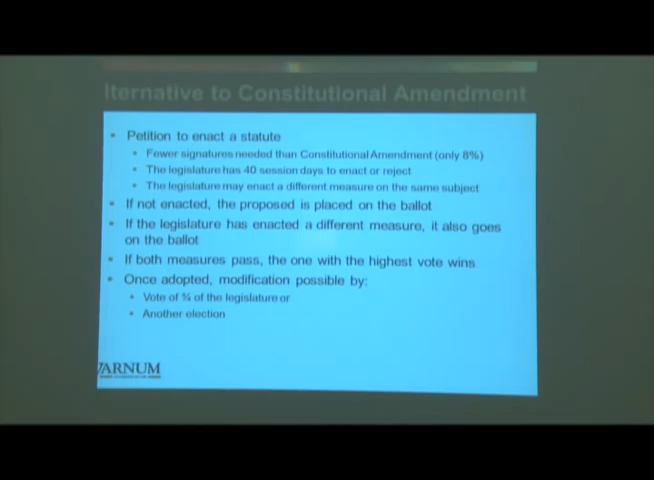 lternative to Constitutional Amendment
• Petition to enact a statute
• Fewer signatures needed than Constitutional Amendment (only 8%)
• The legislature has 40 session days to enact or reject
• The legislature may enact a different measure on the same subject
• If not enacted, the proposed is placed on the ballot
• If the legislature has enacted a different measure, it also goes
on the ballot
• If both measures pass, the one with the highest vote wins
• Once adopted, modification possible by:
• Vote of ¾ of the legislature or
• Another election
VARNUM